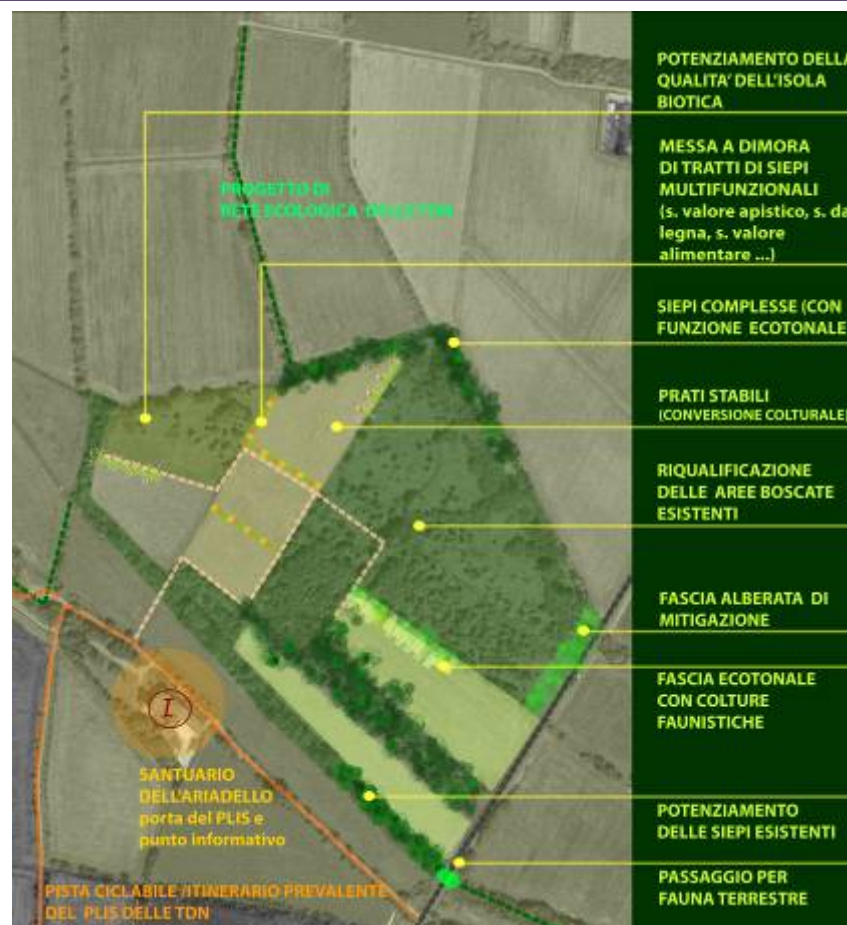 POTENZIAMENTO DELLA
QUALITA' DELL'ISOLA
BIOTICA
MESSA A DIMORA
DI TRATTI DI SIEPI
MULTIFUNZIONALI
(s. valore apistico, s. da
legna, s. valore
alimentare ...)
PROGETTO DI
RETE ECOLOGICA DELLE TDN
SIEPI COMPLESSE (CON
FUNZIONE ECOTONALE
PRATI STABILI
(CONVERSIONE COLTURALE)
RIQUALIFICAZIONE
DELLE AREE BOSCATE
ESISTENTI
FASCIA ALBERATA DI
MITIGAZIONE
FASCIA ECOTONALE
CON COLTURE
FAUNISTICHE
I
SANTUARIO
DELL'ARIADELLO
porta del PLIS e
punto informativo
POTENZIAMENTO
DELLE SIEPI ESISTENTI
PISTA CICLABILE /ITINERARIO PREVALENTE
DEL PLIS DELLE TDN
PASSAGGIO PER
FAUNA TERRESTRE